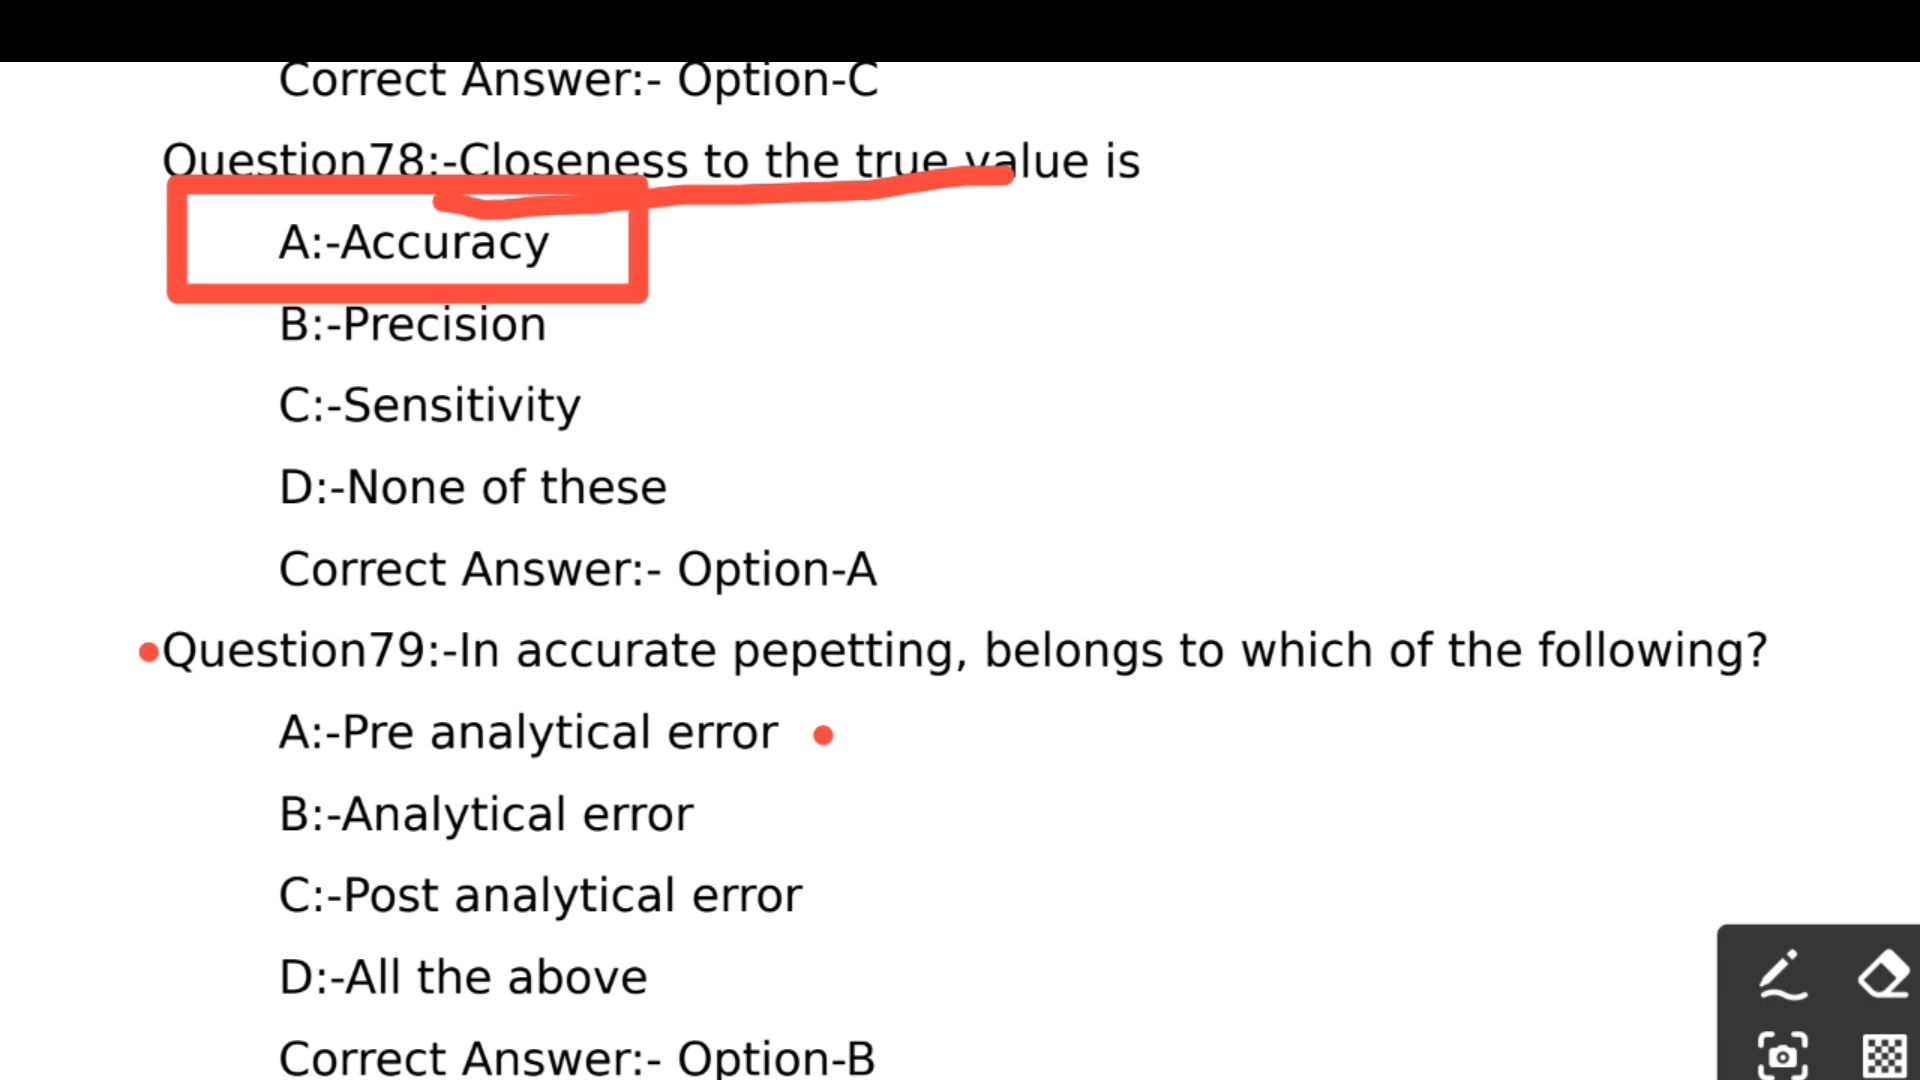 Correct Answer:- Option-C
Question78:-Closeness to the true value is
A:-Accuracy
B:-Precision
C:-Sensitivity
D:-None of these
Correct Answer:- Option-A
Question79:-In accurate pepetting, belongs to which of the following?
A:-Pre analytical error
B:-Analytical error
C:-Post analytical error
D:-All the above
Correct Answer:- Option-B